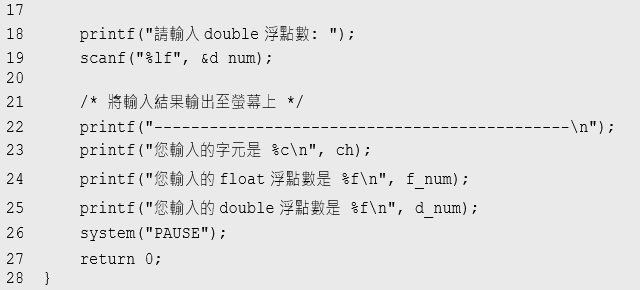 17
18 printf("請輸入 double 浮點數: ");
19 scanf("%lf", &d num);
20
21 /* 將輸入結果輸出至螢幕上 */
22 printf("---------------------------------------------\n");
23 printf("您輸入的字元是 %c\n", ch);
24 printf("您輸入的 float 浮點數是 %f\n", f_num);
25 printf("您輸入的 double 浮點數是 %f\n", d_num);
26 system("PAUSE");
27 return 0;
28 }